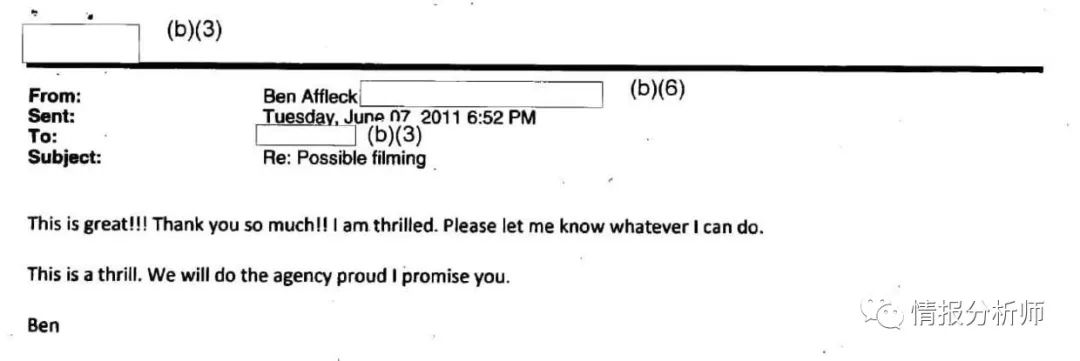 (b)(3)
From: Ben Affleck (b)(6)
Sent: Tuesday, June 07, 2011 6:52 PM
To: (b)(3)
Subject: Re: Possible filming
This is great!!! Thank you so much!! I am thrilled. Please let me know whatever I can do.
This is a thrill. We will do the agency proud I promise you.
Ben
情报分析师